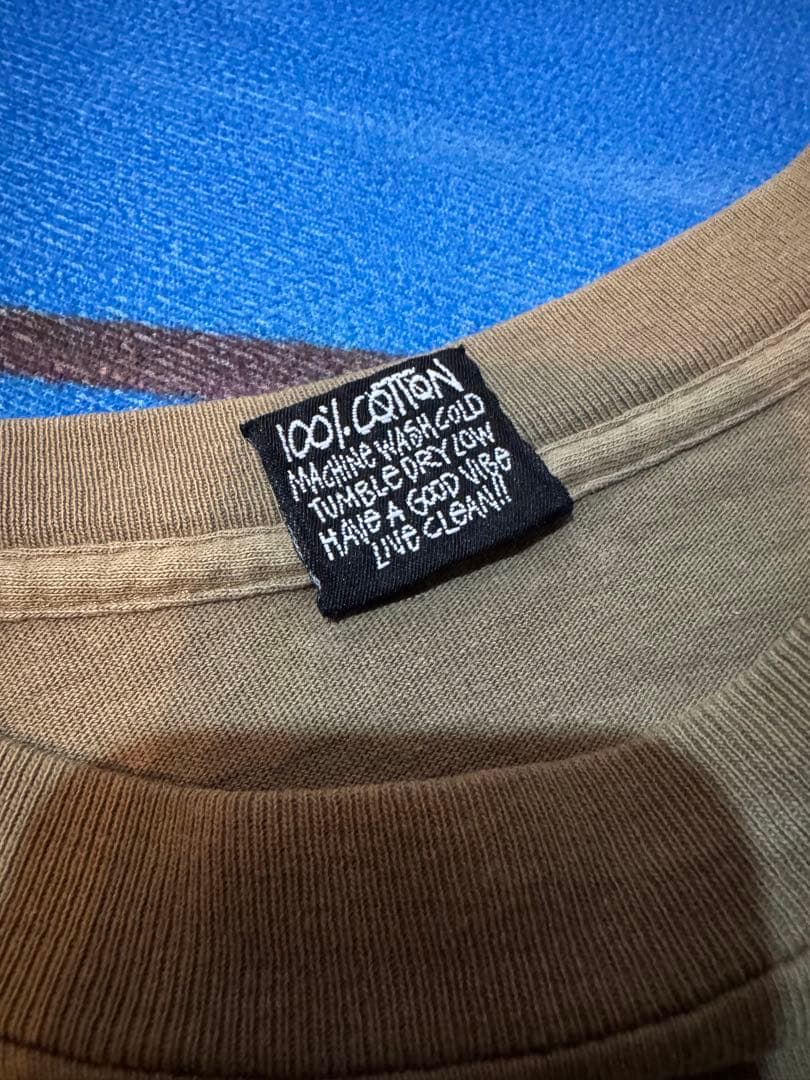 100% COTTON
MACHINE WASH COLD
TUMBLE DRY LOW
HAVE A GOOD VIBE
LIVE CLEAN!!